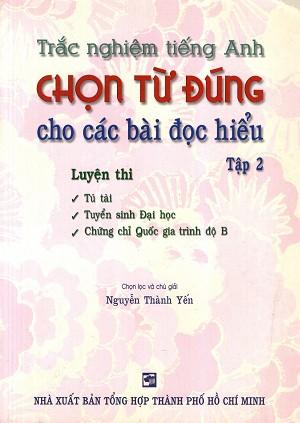 Trắc nghiệm tiếng Anh
CHỌN TỪ ĐÚNG
cho các bài đọc hiểu
Tập 2
Luyện thi
✓ Tú tài
✓ Tuyển sinh Đại học
✓ Chứng chỉ Quốc gia trình độ B
Chọn lọc và chú giải
Nguyễn Thành Yến
NHÀ XUẤT BẢN TỔNG HỢP THÀNH PHỐ HỒ CHÍ MINH